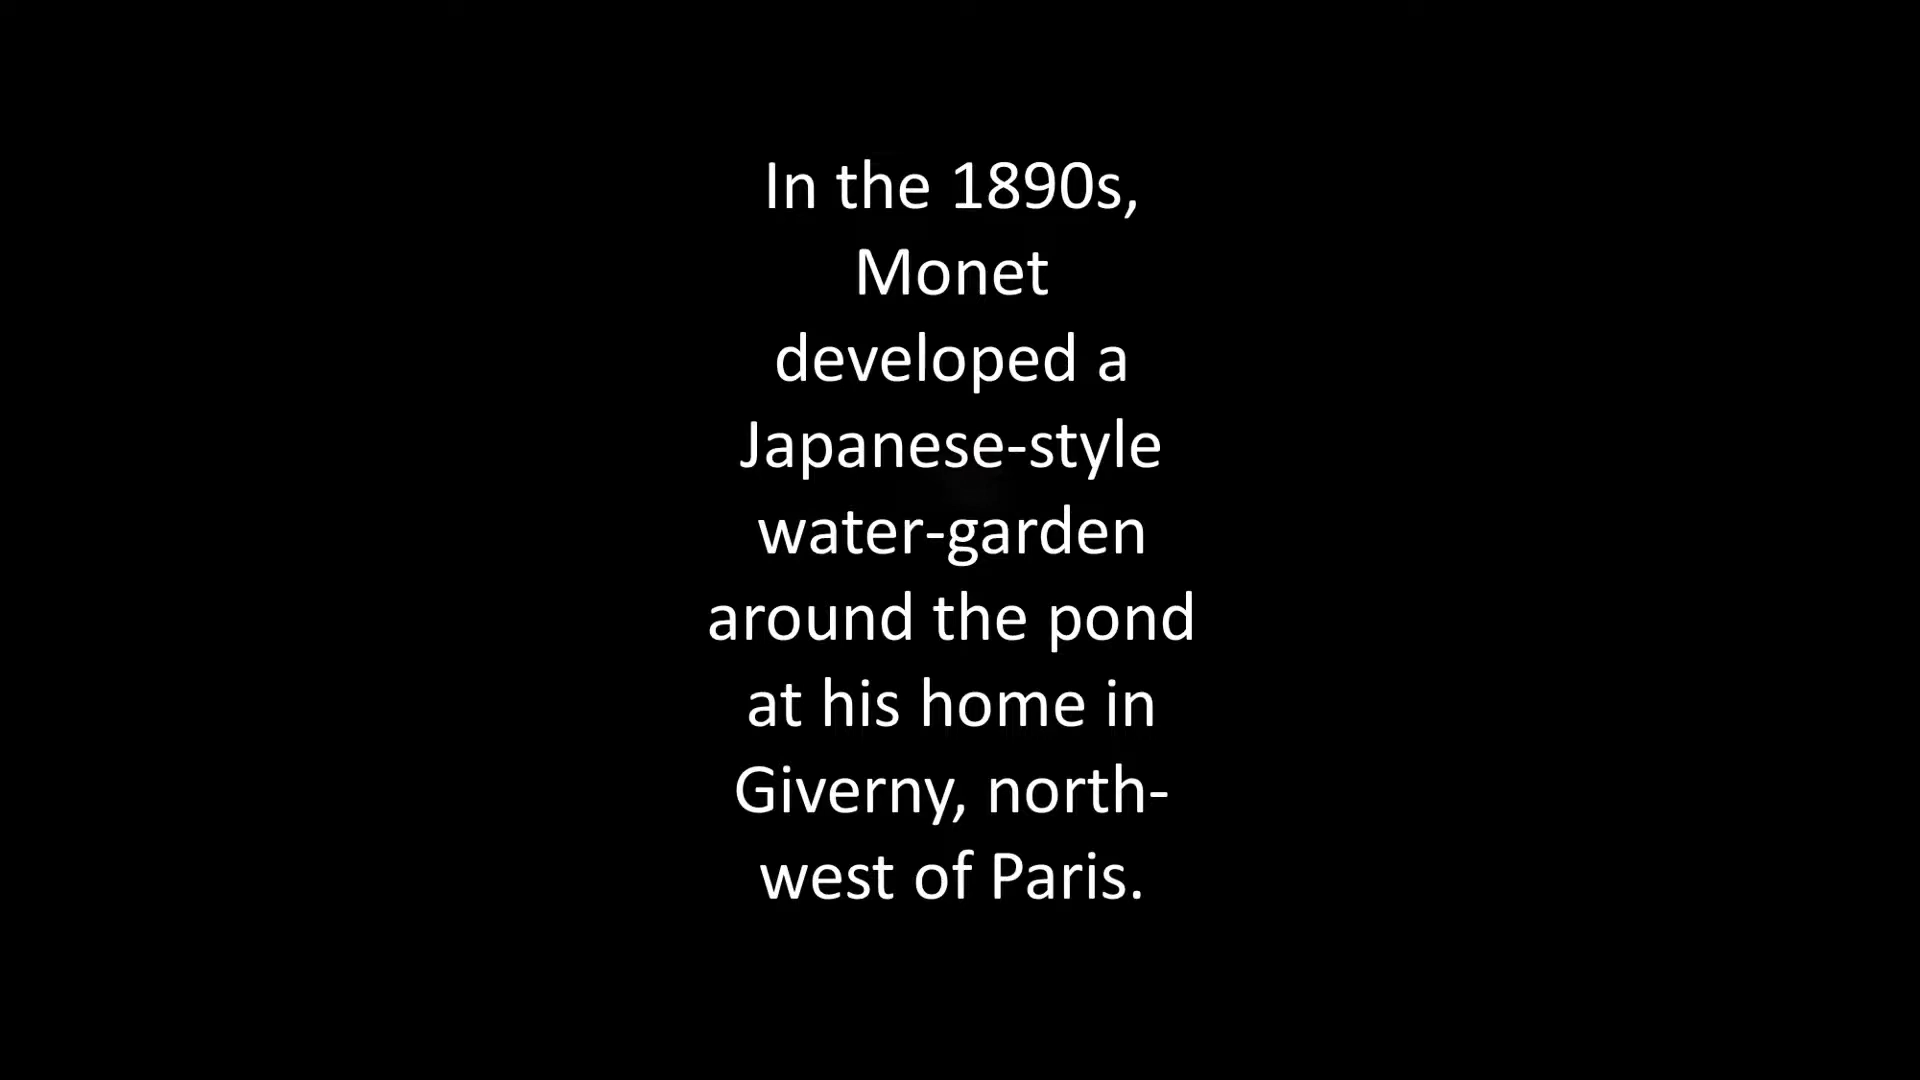 In the 1890s,
Monet
developed a
Japanese-style
water-garden
around the pond
at his home in
Giverny, north-
west of Paris.